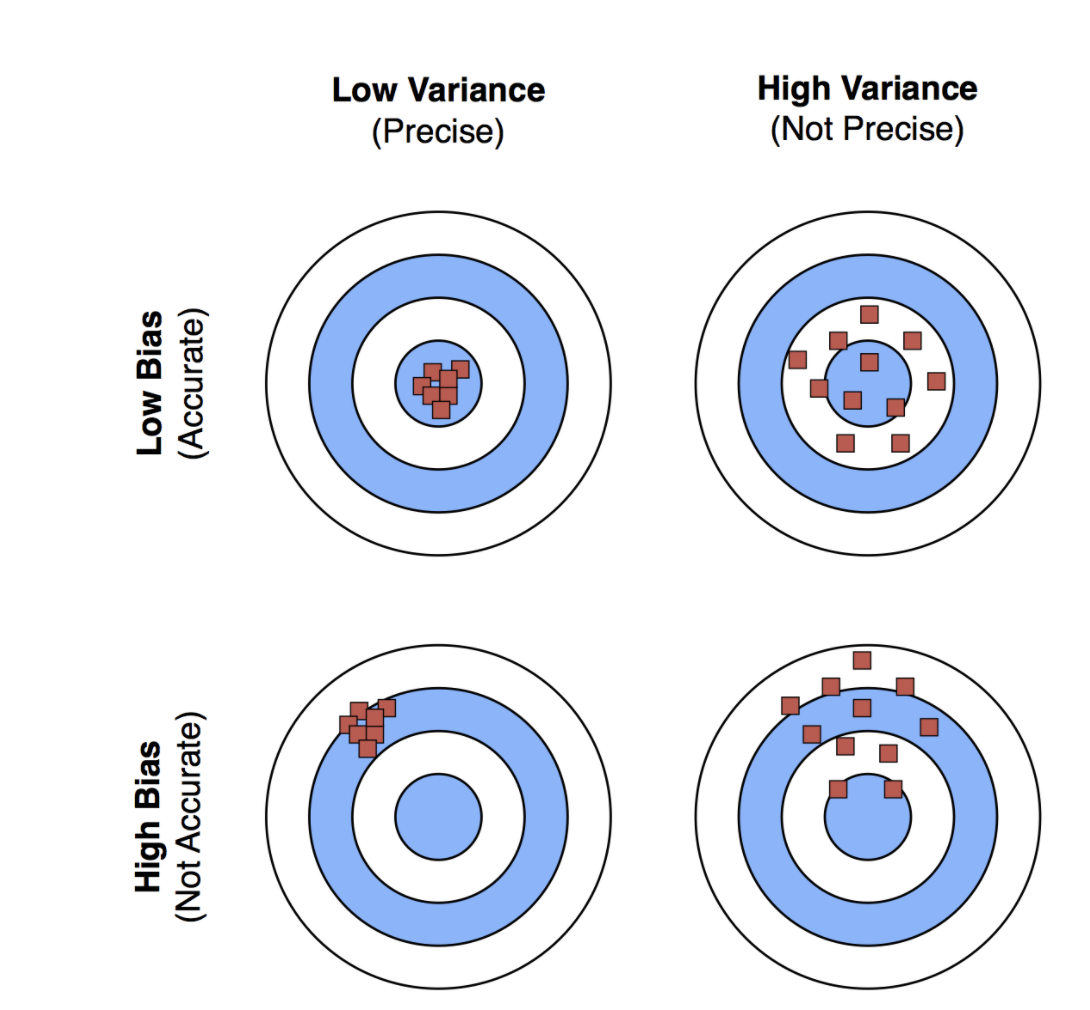 Low Variance
(Precise)
High Variance
(Not Precise)
Low Bias
(Accurate)
High Bias
(Not Accurate)